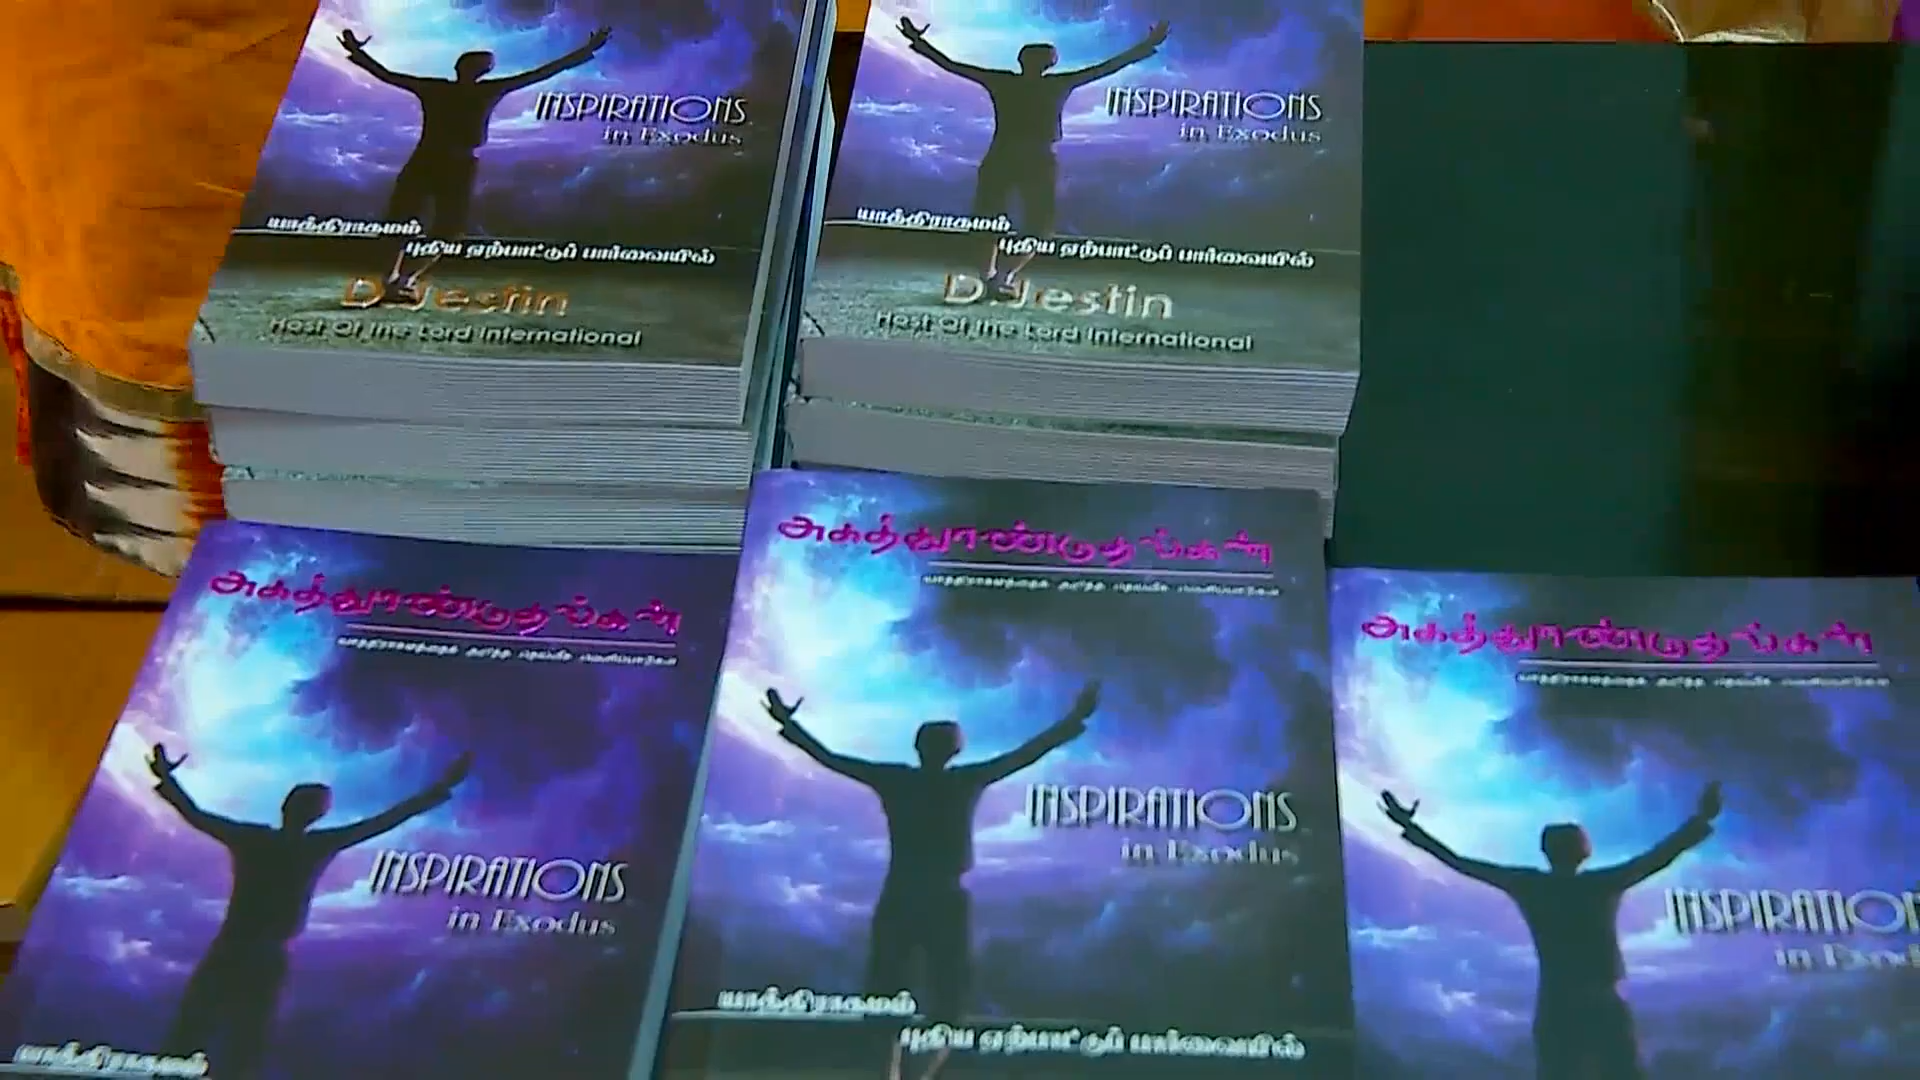 INSPIRATIONS
in Exodus
யாத்திராகமம்
புதிய ஏற்பாட்டுப் பார்வையில்
D.Jestin
Host Of the Lord International
INSPIRATIONS
in Exodus
யாத்திராகமம்
புதிய ஏற்பாட்டுப் பார்வையில்
D.Jestin
Host Of the Lord International
அகத்தூண்டுதல்கள்
INSPIRATIONS
in Exodus
யாத்திராகமம்
அகத்தூண்டுதல்கள்
INSPIRATIONS
in Exodus
யாத்திராகமம்
புதிய ஏற்பாட்டுப் பார்வையில்
அகத்தூண்டுதல்கள்
INSPIRATION
in Exodu